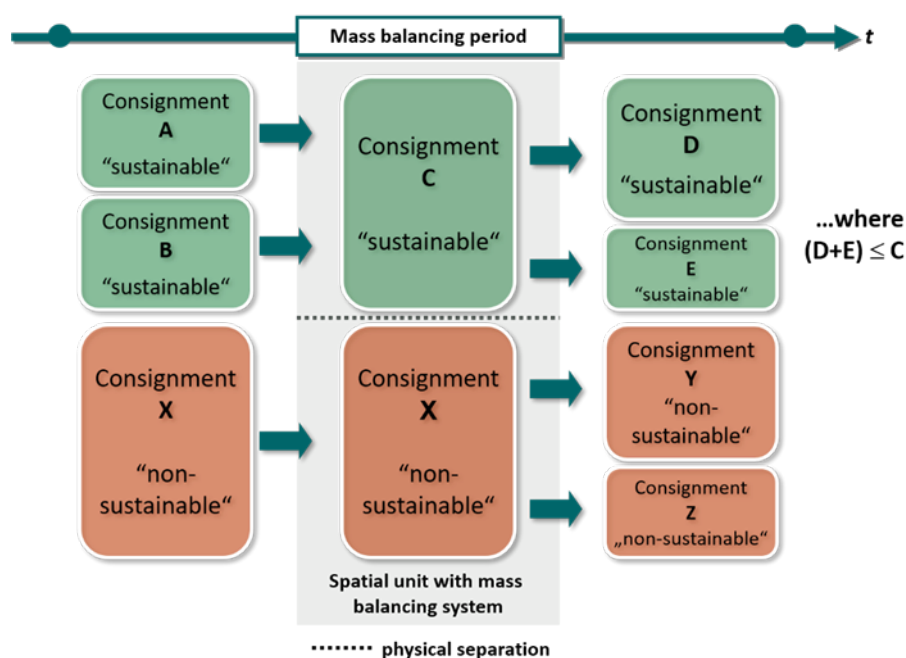 Mass balancing period
t
Consignment
A
“sustainable“
Consignment
B
“sustainable“
Consignment
X
“non-
sustainable“
Consignment
C
“sustainable“
Consignment
X
“non-
sustainable“
Consignment
D
“sustainable“
Consignment
E
“sustainable“
Consignment
Y
“non-
sustainable“
Consignment
Z
„non-sustainable“
...where
(D+E) ≤ C
Spatial unit with mass
balancing system
physical separation